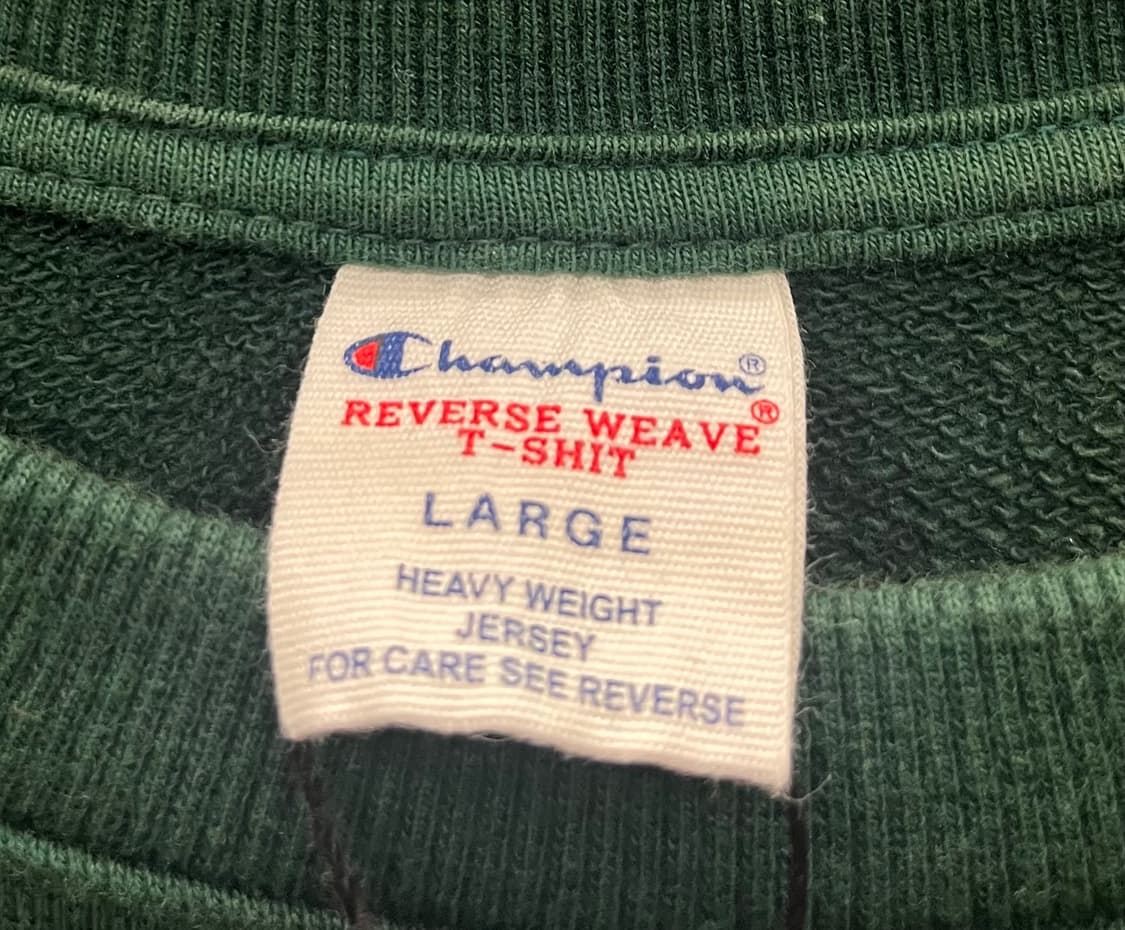 Champion®
REVERSE WEAVE®
T-SHIT
LARGE
HEAVY WEIGHT
JERSEY
FOR CARE SEE REVERSE